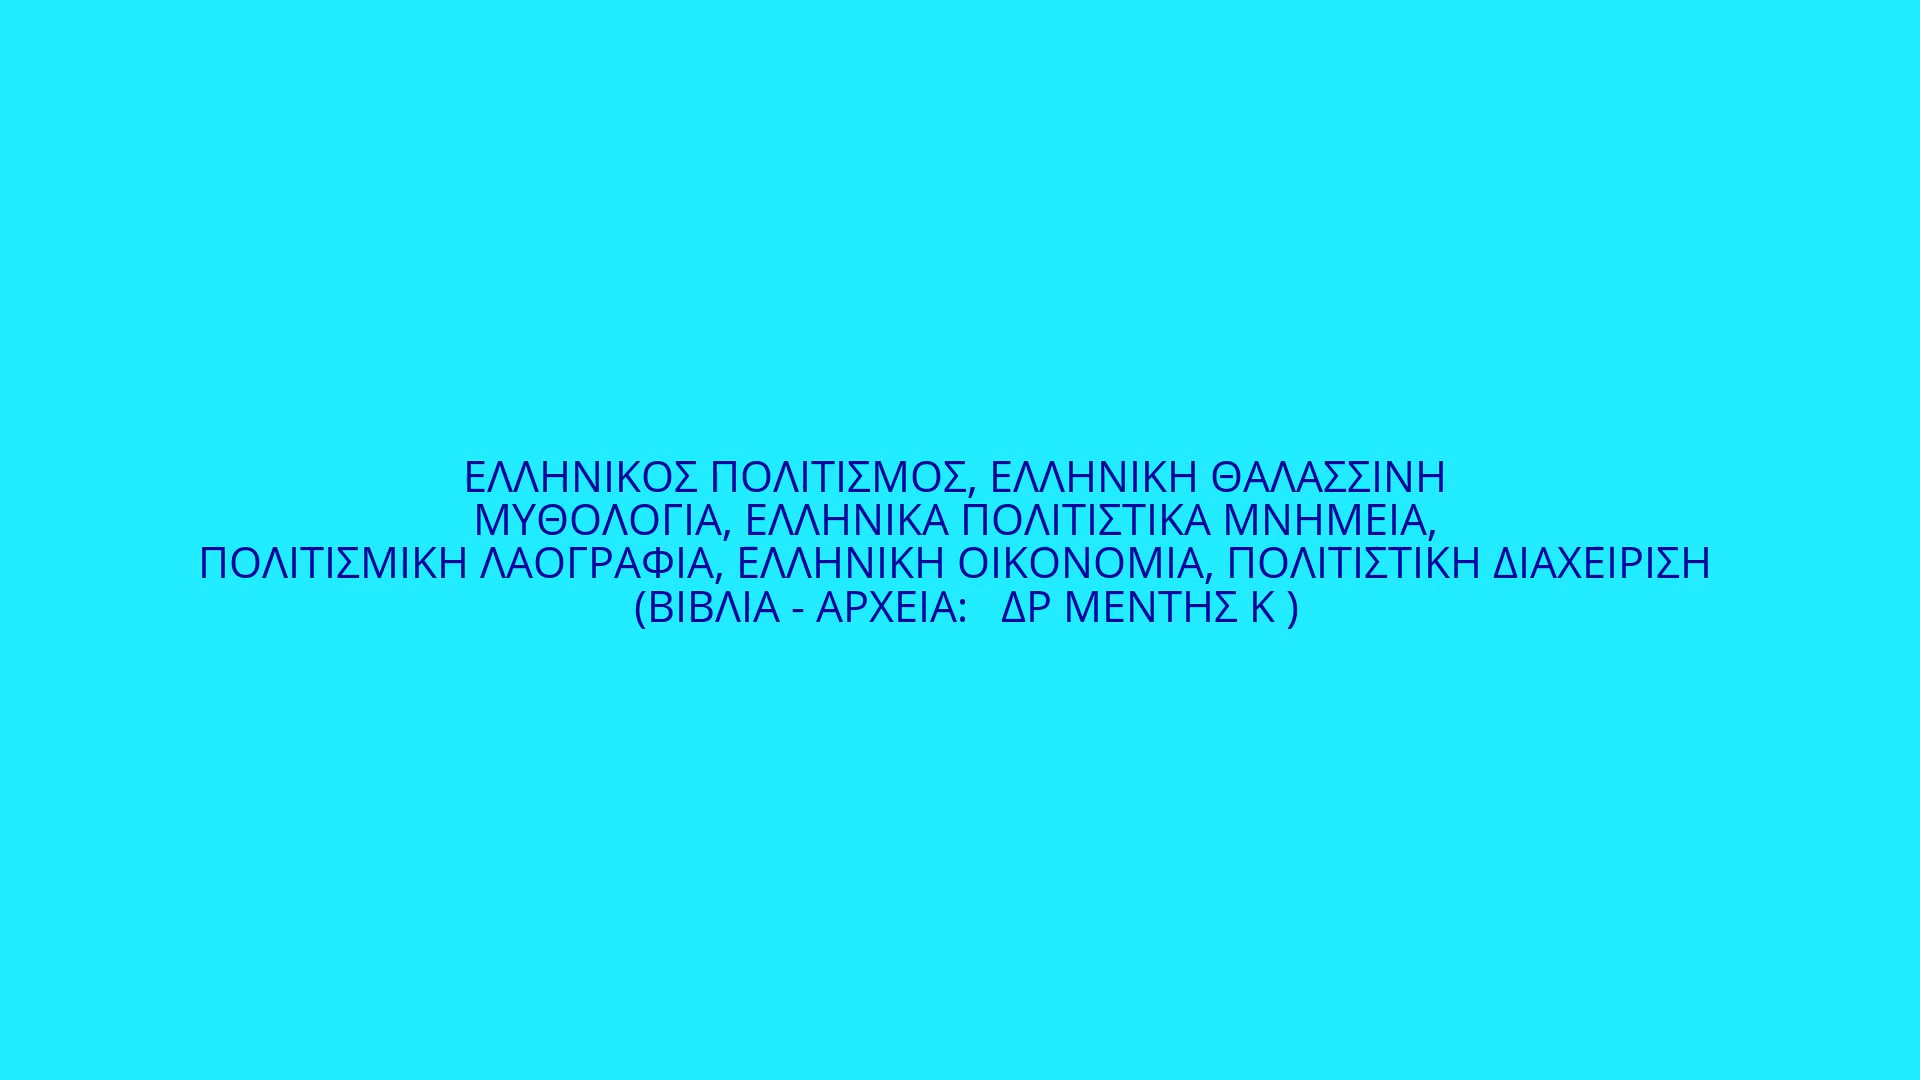 ΕΛΛΗΝΙΚΟΣ ΠΟΛΙΤΙΣΜΟΣ, ΕΛΛΗΝΙΚΗ ΘΑΛΑΣΣΙΝΗ
ΜΥΘΟΛΟΓΙΑ, ΕΛΛΗΝΙΚΑ ΠΟΛΙΤΙΣΤΙΚΑ ΜΝΗΜΕΙΑ,
ΠΟΛΙΤΙΣΜΙΚΗ ΛΑΟΓΡΑΦΙΑ, ΕΛΛΗΝΙΚΗ ΟΙΚΟΝΟΜΙΑ, ΠΟΛΙΤΙΣΤΙΚΗ ΔΙΑΧΕΙΡΙΣΗ
(ΒΙΒΛΙΑ - ΑΡΧΕΙΑ:   ΔΡ ΜΕΝΤΗΣ Κ )